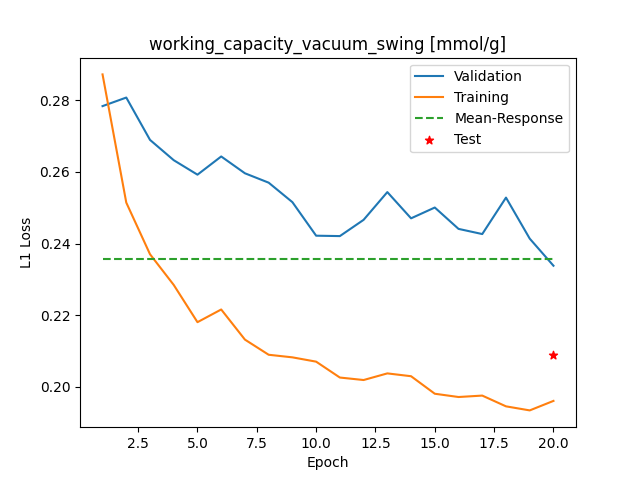 working_capacity_vacuum_swing [mmol/g]
Validation
Training
Mean-Response
Test
L1 Loss
0.28
0.26
0.24
0.22
0.20
2.5 5.0 7.5 10.0 12.5 15.0 17.5 20.0
Epoch